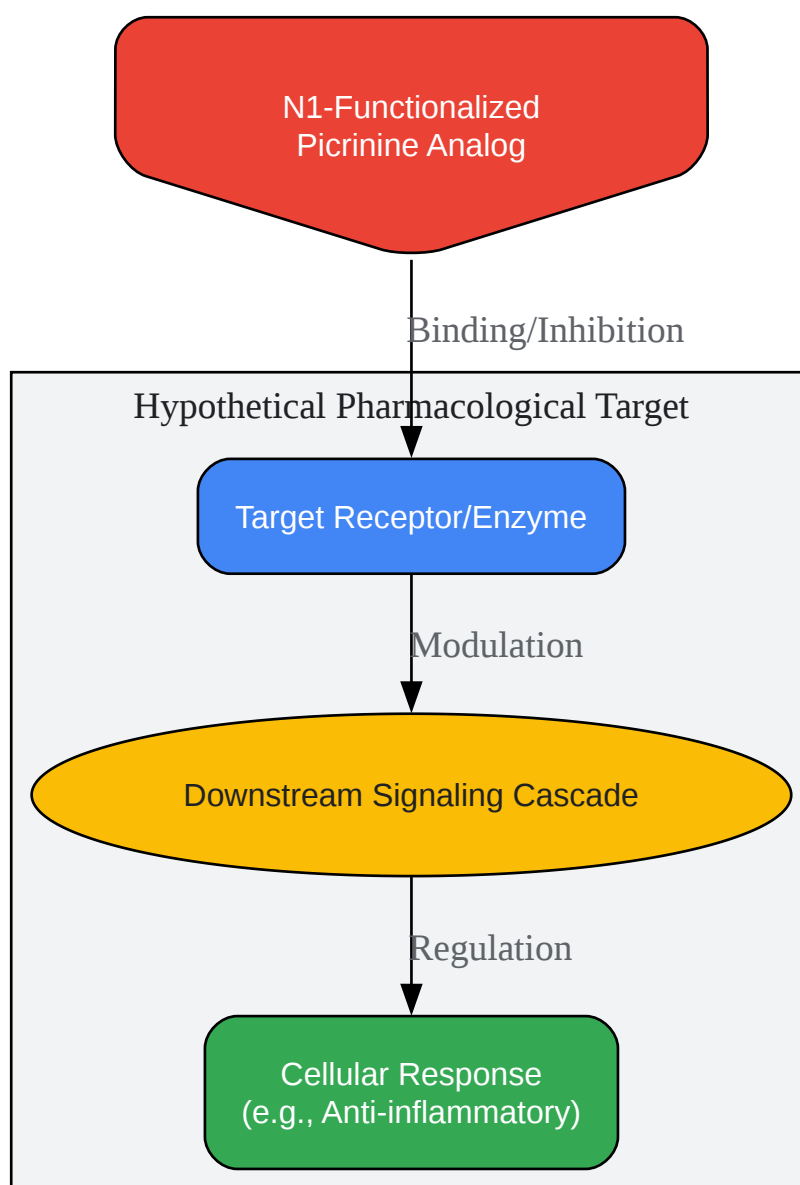 N1-Functionalized
Picrinine Analog
Binding/Inhibition
Hypothetical Pharmacological Target
Target Receptor/Enzyme
Modulation
Downstream Signaling Cascade
Regulation
Cellular Response
(e.g., Anti-inflammatory)